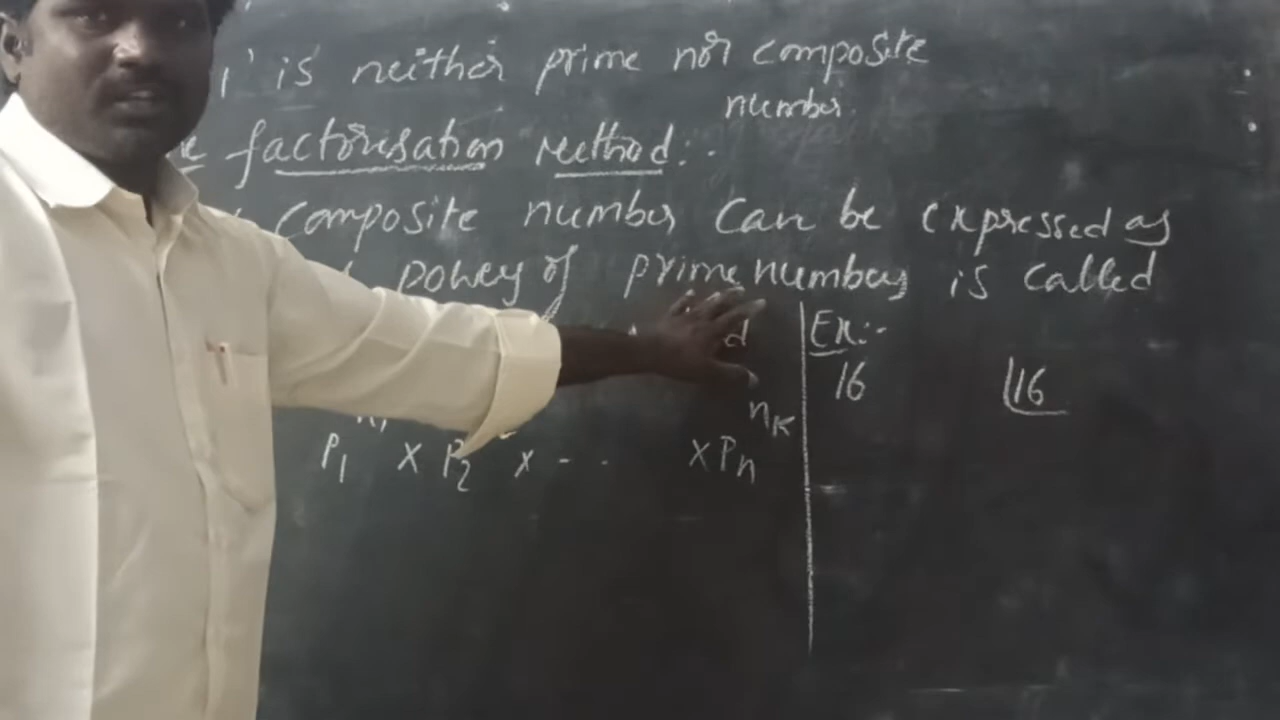 1' is neither prime nor composite
number.
factorisation Method:-
composite number can be expressed as
power of prime numbers is called
d
Ex:-
16
16
nK
P1 x P2 x - - x Pn